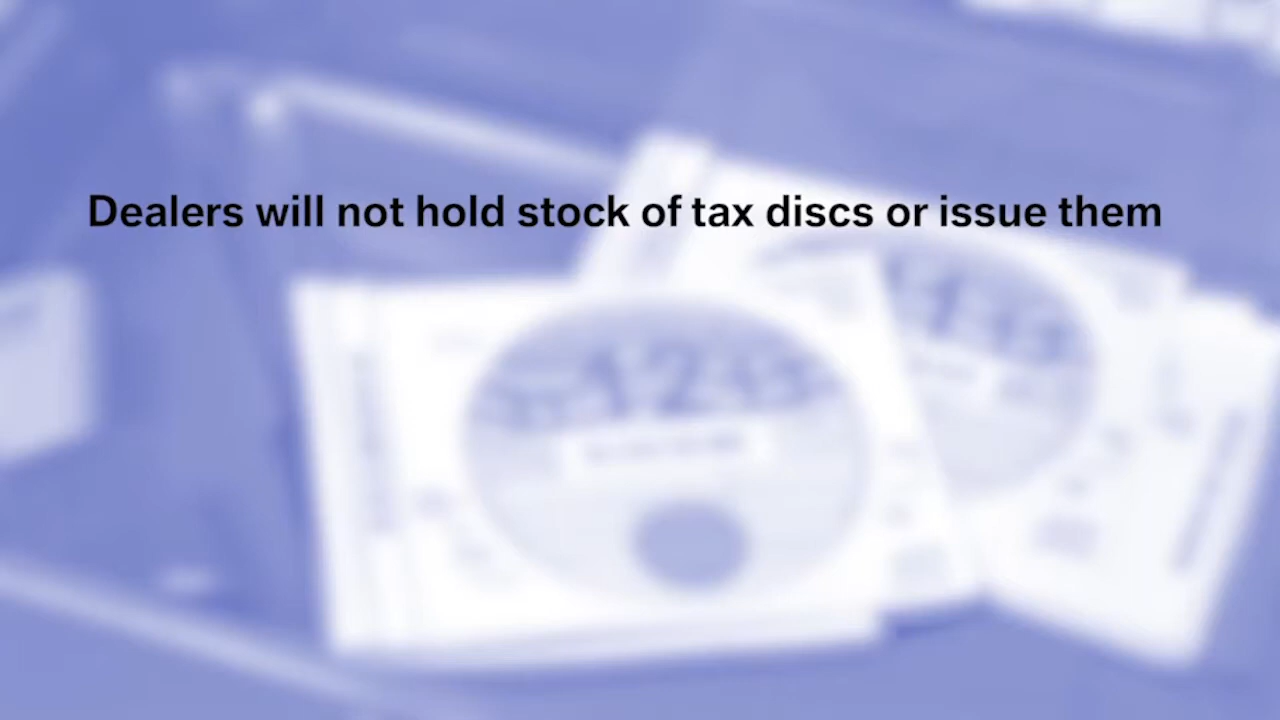 Dealers will not hold stock of tax discs or issue them